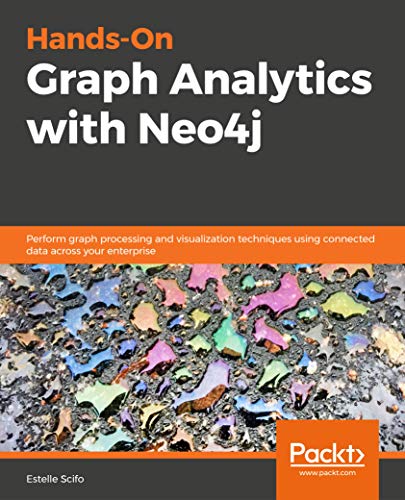 Hands-On
Graph Analytics
with Neo4j
Perform graph processing and visualization techniques using connected
data across your enterprise
Packt>
www.packt.com
Estelle Scifo